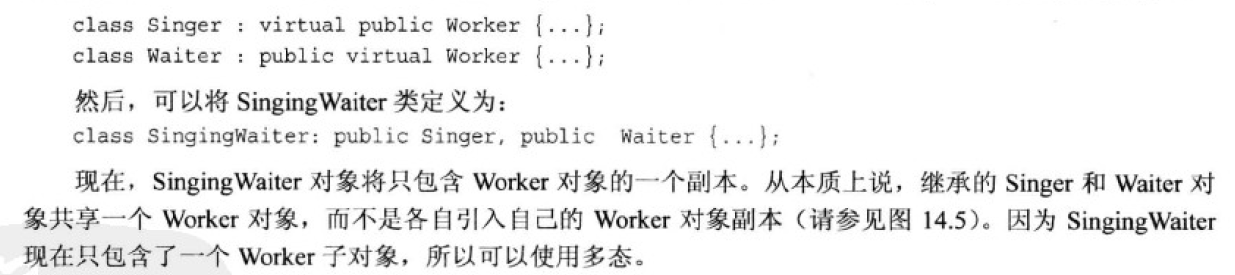 class Singer : virtual public Worker {...};
class Waiter : public virtual Worker {...};
然后，可以将 SingingWaiter 类定义为：
class SingingWaiter: public Singer, public  Waiter {...};
现在，SingingWaiter 对象将只包含 Worker 对象的一个副本。从本质上说，继承的 Singer 和 Waiter 对
象共享一个 Worker 对象，而不是各自引入自己的 Worker 对象副本（请参见图 14.5）。因为 SingingWaiter
现在只包含了一个 Worker 子对象，所以可以使用多态。